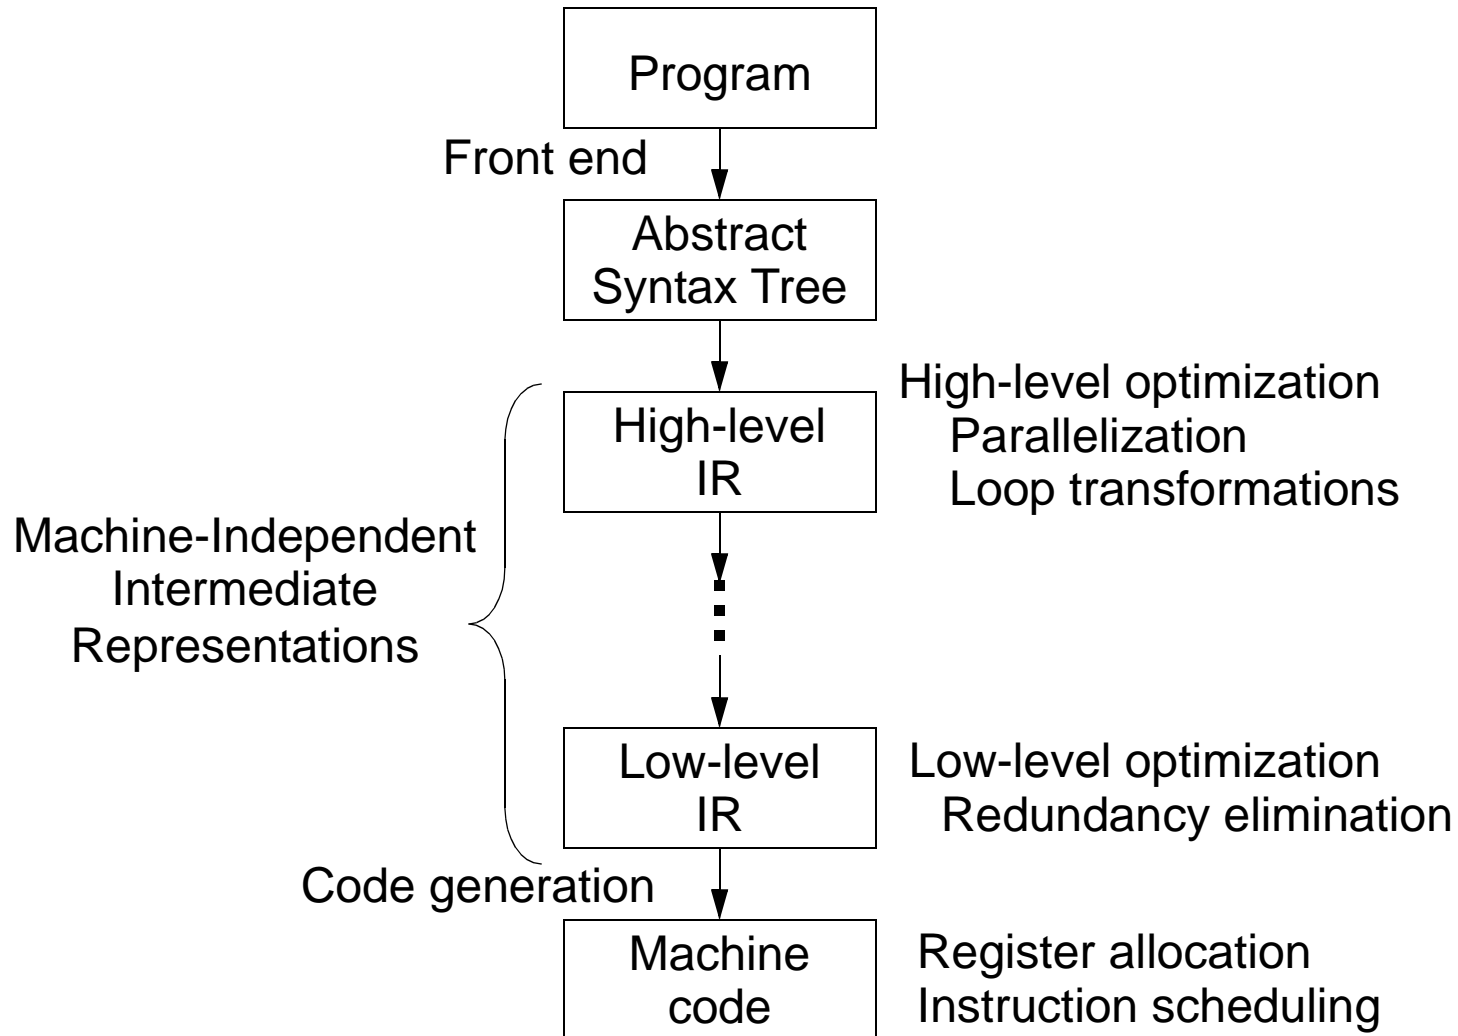 Program
Front end
Abstract
Syntax Tree
High-level
IR
High-level optimization
Parallelization
Loop transformations
Machine-Independent
Intermediate
Representations
Low-level
IR
Low-level optimization
Redundancy elimination
Code generation
Machine
code
Register allocation
Instruction scheduling